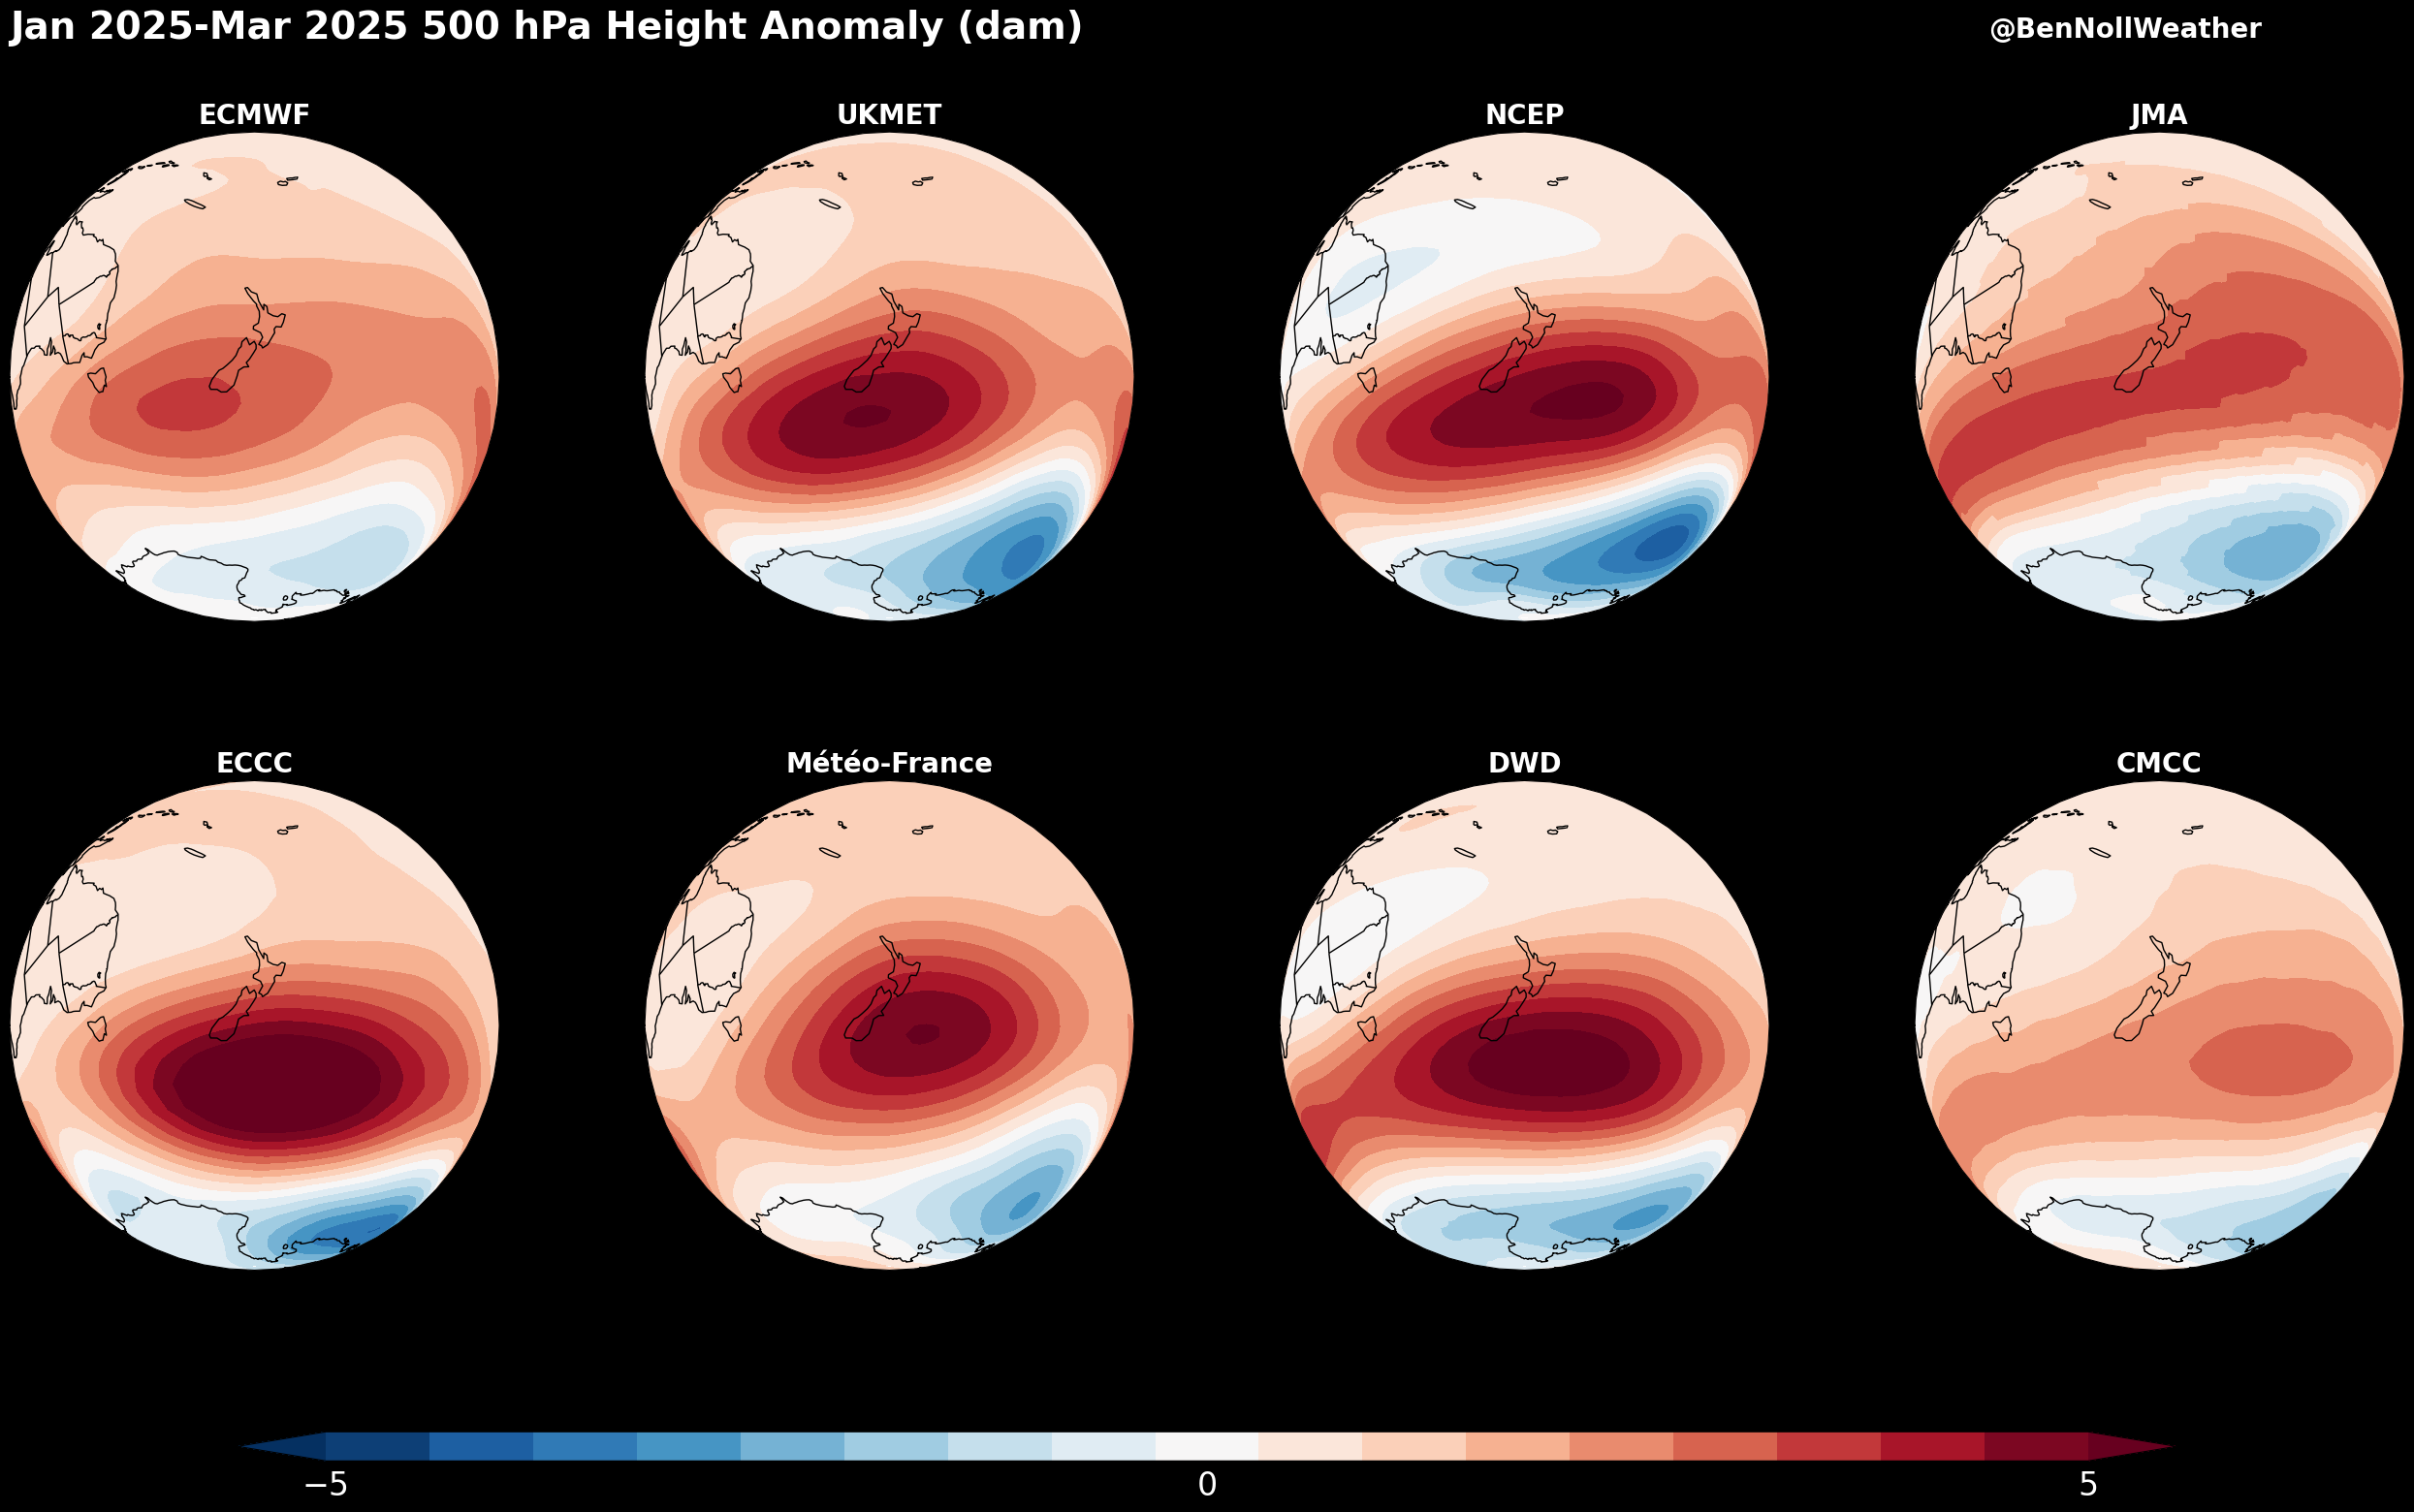 Jan 2025-Mar 2025 500 hPa Height Anomaly (dam)
@BenNollWeather
ECMWF
UKMET
NCEP
JMA
ECCC
Météo-France
DWD
CMCC
−5
0
5